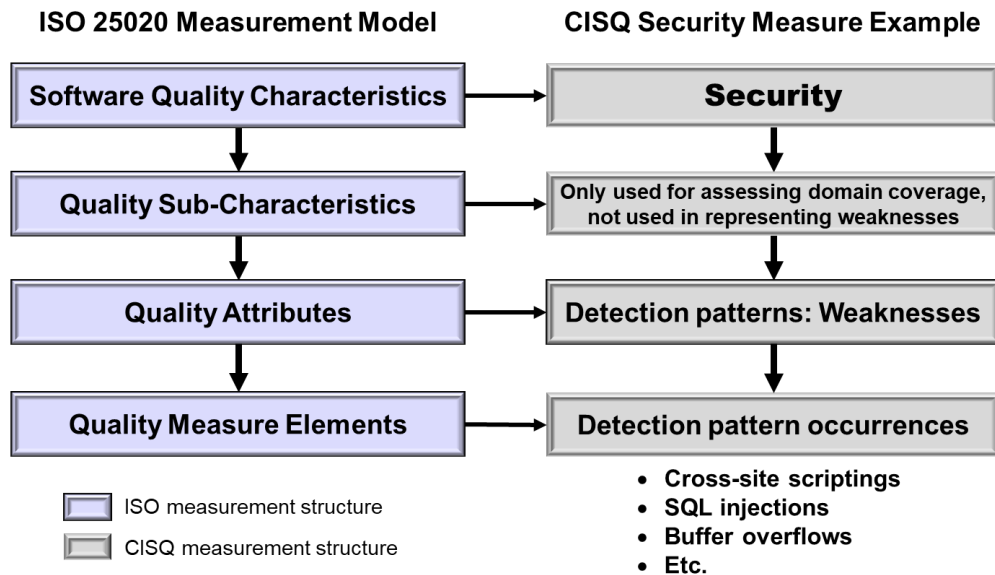 ISO 25020 Measurement Model
CISQ Security Measure Example
Software Quality Characteristics
Security
Quality Sub-Characteristics
Only used for assessing domain coverage,
not used in representing weaknesses
Quality Attributes
Detection patterns: Weaknesses
Quality Measure Elements
Detection pattern occurrences
• Cross-site scriptings
• SQL injections
• Buffer overflows
• Etc.
ISO measurement structure
CISQ measurement structure